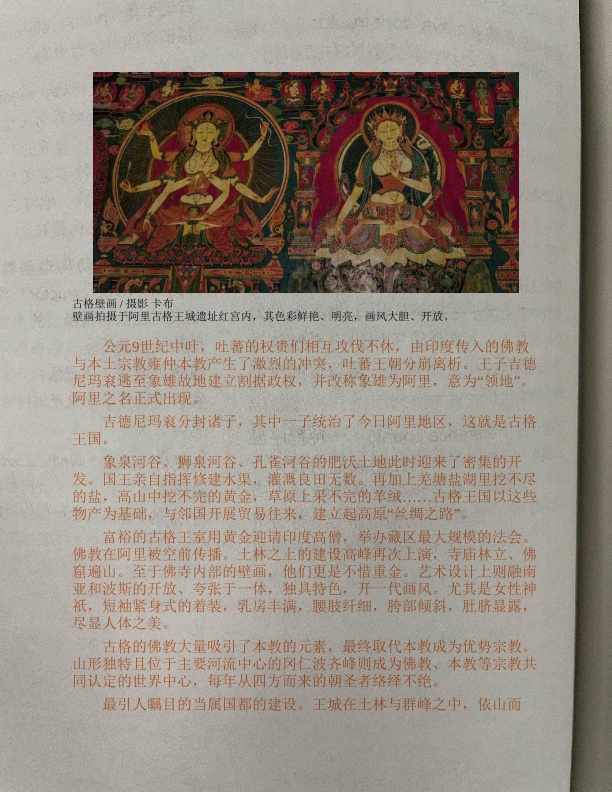 古格壁画 / 摄影 卡布
壁画拍摄于阿里古格王城遗址红宫内，其色彩鲜艳、明亮，画风大胆、开放。
公元9世纪中叶，吐蕃的权贵们相互攻伐不休，由印度传入的佛教
与本土宗教雍仲本教产生了激烈的冲突，吐蕃王朝分崩离析。王子吉德
尼玛衮逃至象雄故地建立割据政权，并改称象雄为阿里，意为“领地”。
阿里之名正式出现。
吉德尼玛衮分封诸子，其中一子统治了今日阿里地区，这就是古格
王国。
象泉河谷、狮泉河谷、孔雀河谷的肥沃土地此时迎来了密集的开
发。国王亲自指挥修建水渠，灌溉良田无数。再加上羌塘盐湖里挖不尽
的盐，高山中挖不完的黄金，草原上采不完的羊绒……古格王国以这些
物产为基础，与邻国开展贸易往来，建立起高原“丝绸之路”。
富裕的古格王室用黄金迎请印度高僧，举办藏区最大规模的法会。
佛教在阿里被空前传播。土林之上的建设高峰再次上演，寺庙林立、佛
窟遍山。至于佛寺内部的壁画，他们更是不惜重金。艺术设计上则融南
亚和波斯的开放、夸张于一体，独具特色，开一代画风。尤其是女性神
祇，短袖紧身式的着装，乳房丰满，腰肢纤细，胯部倾斜，肚脐显露，
尽显人体之美。
古格的佛教大量吸引了本教的元素，最终取代本教成为优势宗教。
山形独特且位于主要河流中心的冈仁波齐峰则成为佛教、本教等宗教共
同认定的世界中心，每年从四方而来的朝圣者络绎不绝。
最引人瞩目的当属国都的建设。王城在土林与群峰之中，依山而